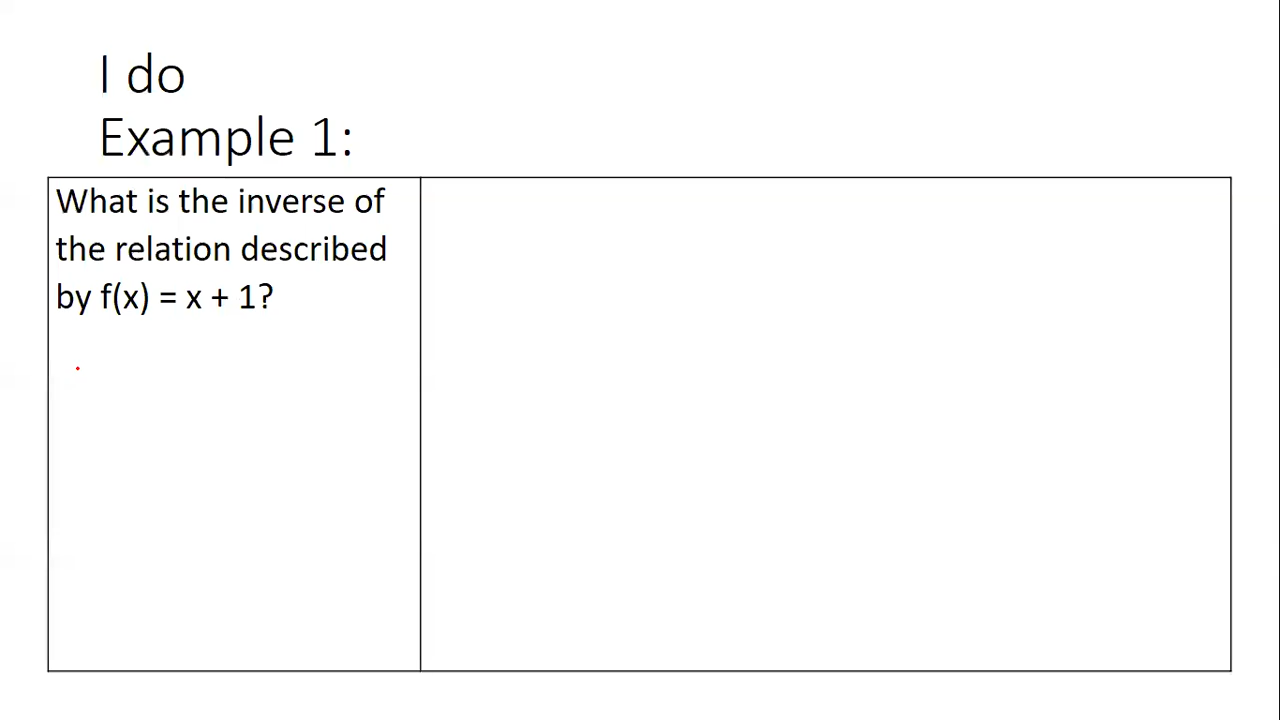 I do
Example 1:
What is the inverse of
the relation described
by f(x) = x + 1?